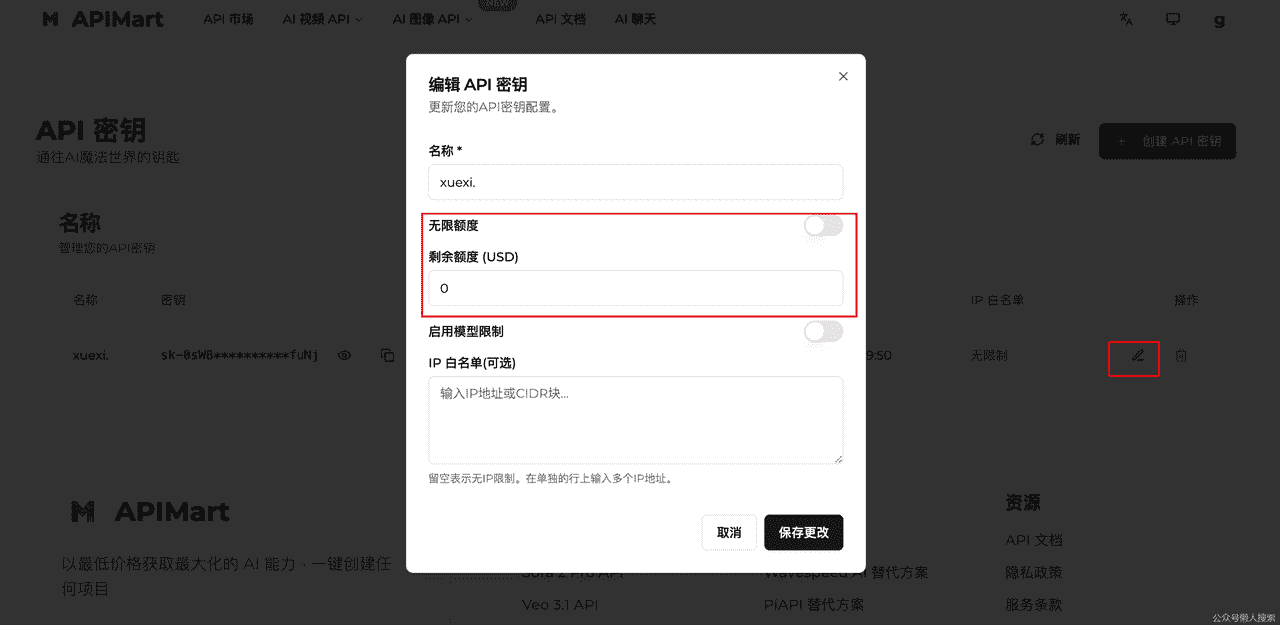 APIMart
API 市场
AI 视频 API
AI 图像 API
NEW
API 文档
AI 聊天
g
API 密钥
通往AI魔法世界的钥匙
刷新
+ 创建 API 密钥
名称
管理您的API密钥
名称
密钥
IP 白名单
操作
xuexi.
sk-0sW8**********fuNj
9:50
无限制
编辑 API 密钥
更新您的API密钥配置。
名称 *
xuexi.
无限额度
剩余额度 (USD)
0
启用模型限制
IP 白名单(可选)
输入IP地址或CIDR块...
留空表示无IP限制。在单独的行上输入多个IP地址。
取消
保存更改
APIMart
以最低价格获取最大化的 AI 能力 · 一键创建任
何项目
Sora 2 Pro API
Veo 3.1 API
Wavespeed AI 替代方案
PiAPI 替代方案
资源
API 文档
隐私政策
服务条款
公众号懒人搜索